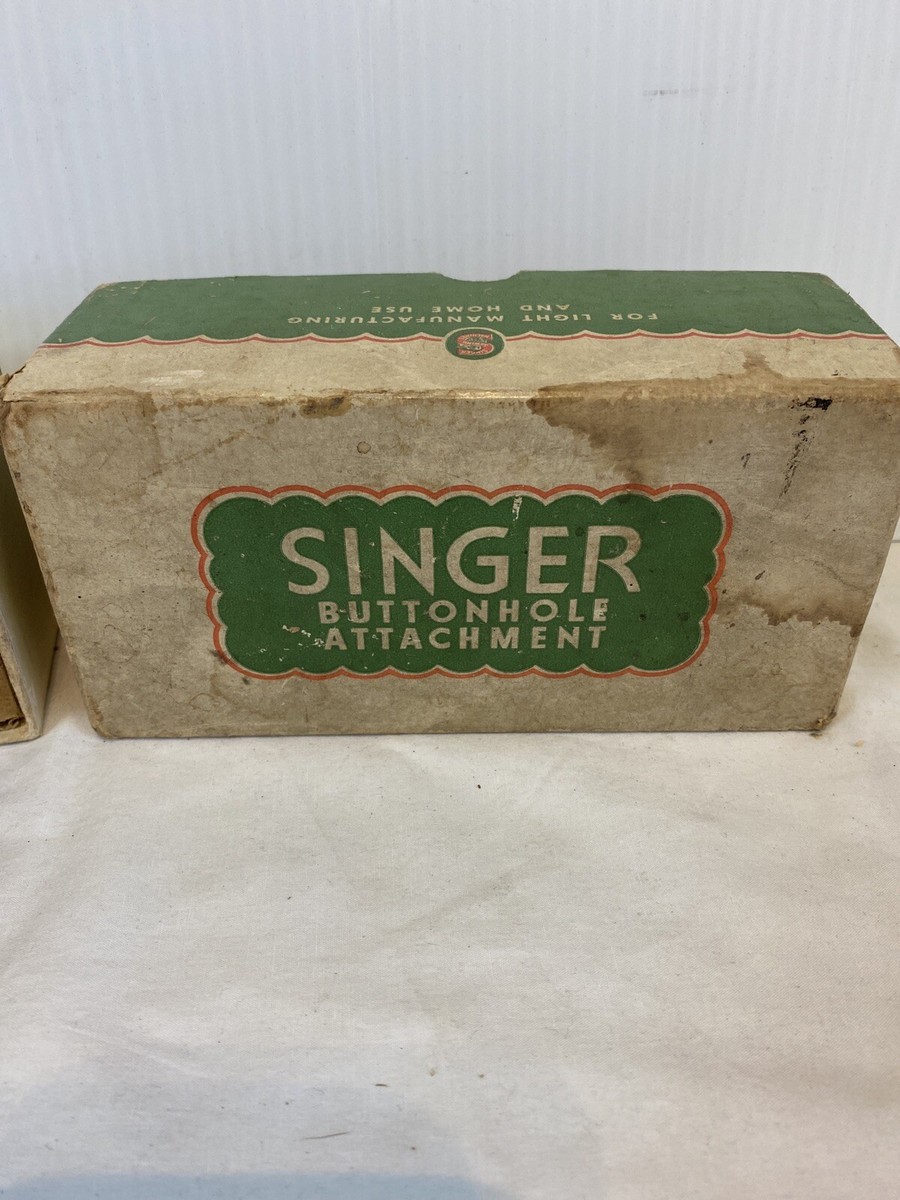 FOR LIGHT MANUFACTURING
AND HOME USE
S
SINGER
BUTTONHOLE
ATTACHMENT